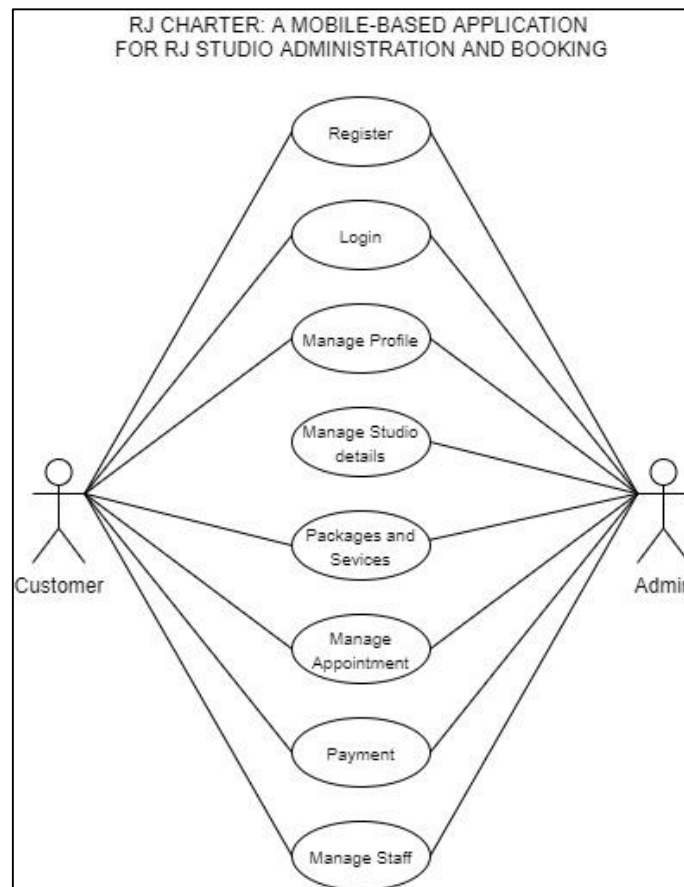 RJ CHARTER: A MOBILE-BASED APPLICATION
FOR RJ STUDIO ADMINISTRATION AND BOOKING
Register
Login
Manage Profile
Manage Studio
details
Packages and
Sevices
Manage
Appointment
Payment
Manage Staff
Customer
Admin